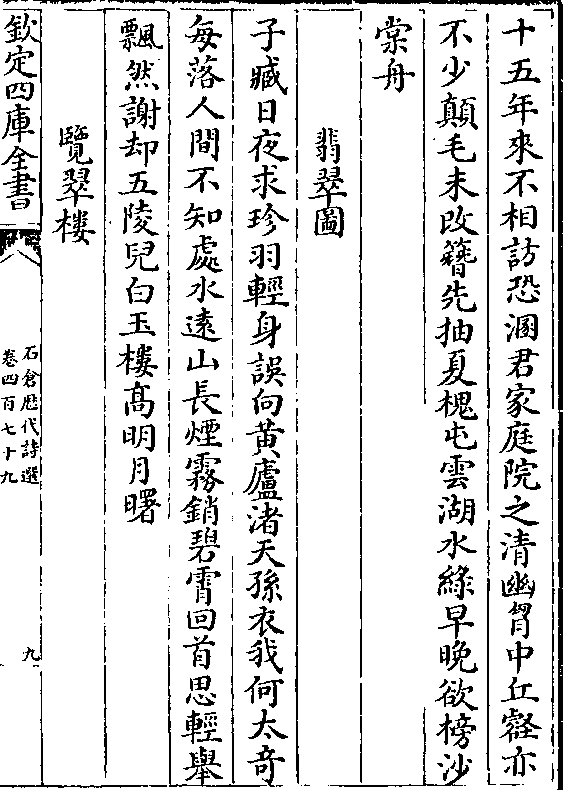 十五年來不相訪恐溷君家庭院之清幽胷中丘壑亦
不少顛毛未改簪先抽夏槐屯雲湖水綠早晚欲榜沙
棠舟
翡翠圖
子臧日夜求珍羽輕身誤向黄廬渚天孫衣我何太奇
每落人間不知處水遠山長煙霧銷碧霄回首思輕舉
飄然謝却五陵兒白玉樓髙明月曙
覽翠樓
欽定四庫全書
石倉歴代詩選
卷四百七十九
九